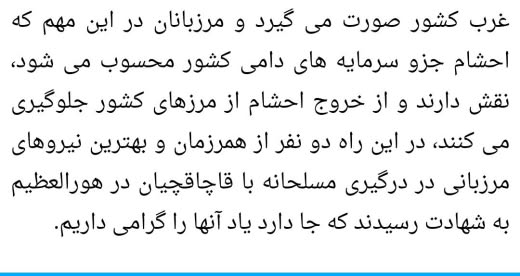 غرب کشور صورت می گیرد و مرزبانان در این مهم که
احشام جزو سرمایه های دامی کشور محسوب می شود،
نقش دارند و از خروج احشام از مرزهای کشور جلوگیری
می کنند، در این راه دو نفر از همرزمان و بهترین نیروهای
مرزبانی در درگیری مسلحانه با قاچاقچیان در هورالعظیم
به شهادت رسیدند که جا دارد یاد آنها را گرامی داریم.